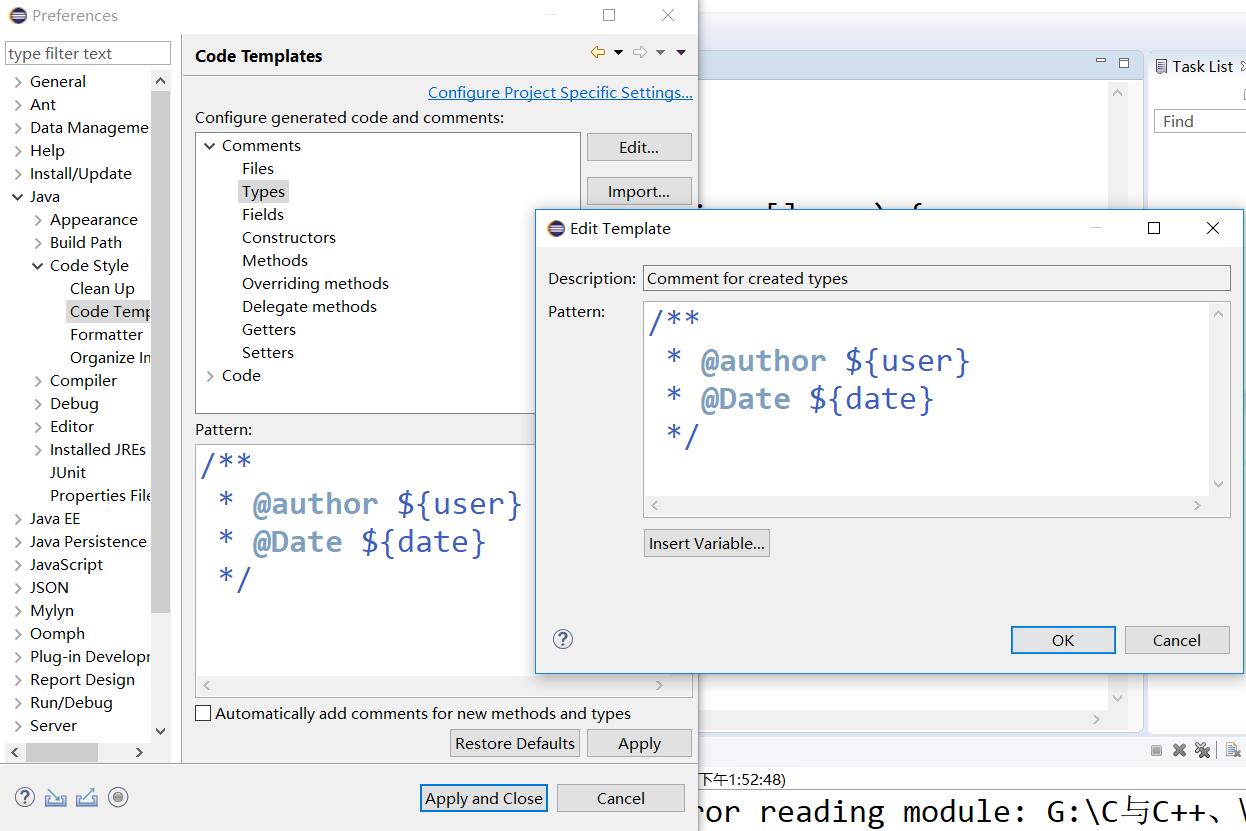 Preferences
type filter text
General
Ant
Data Manageme
Help
Install/Update
Java
Appearance
Build Path
Code Style
Clean Up
Code Temp
Formatter
Organize In
Compiler
Debug
Editor
Installed JREs
JUnit
Properties File
Java EE
Java Persistence
JavaScript
JSON
Mylyn
Oomph
Plug-in Developr
Report Design
Run/Debug
Server
Code Templates
Configure Project Specific Settings...
Configure generated code and comments:
Comments
Files
Types
Fields
Constructors
Methods
Overriding methods
Delegate methods
Getters
Setters
Code
Edit...
Import...
Pattern:
/**
* @author ${user}
* @Date ${date}
*/
Automatically add comments for new methods and types
Restore Defaults
Apply
Apply and Close
Cancel
Edit Template
Description:
Comment for created types
Pattern:
/**
* @author ${user}
* @Date ${date}
*/
Insert Variable...
OK
Cancel
Task List
Find
下午1:52:48)
ror reading module: G:\C与C++、\